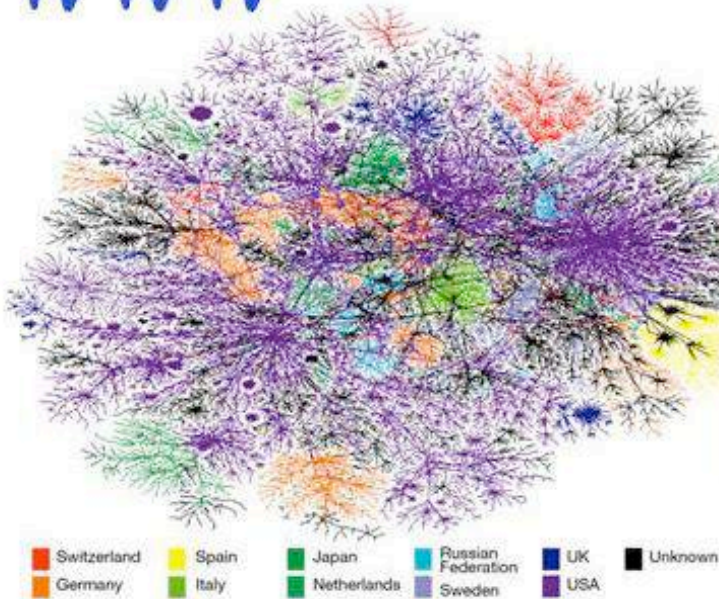 Switzerland
Spain
Japan
Russian
Federation
UK
Unknown
Germany
Italy
Netherlands
Sweden
USA